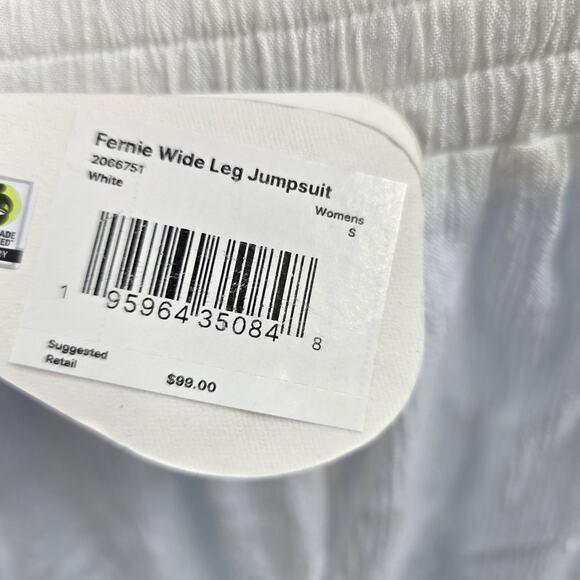 Fernie Wide Leg Jumpsuit
2066751
White
Womens
S
1 95964 35084 8
Suggested
Retail
$99.00